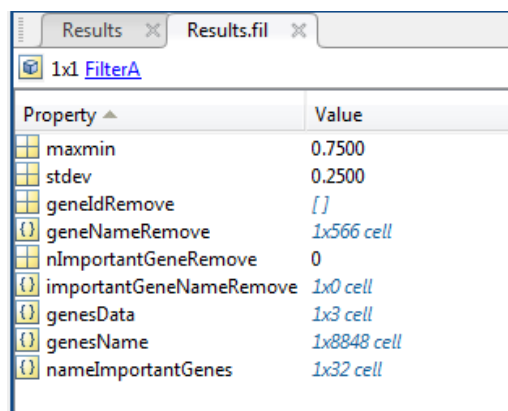 Results Results.fil
1x1 FilterA
Property Value
maxmin 0.7500
stdev 0.2500
geneIdRemove []
geneNameRemove 1x566 cell
nImportantGeneRemove 0
importantGeneNameRemove 1x0 cell
genesData 1x3 cell
genesName 1x8848 cell
nameImportantGenes 1x32 cell